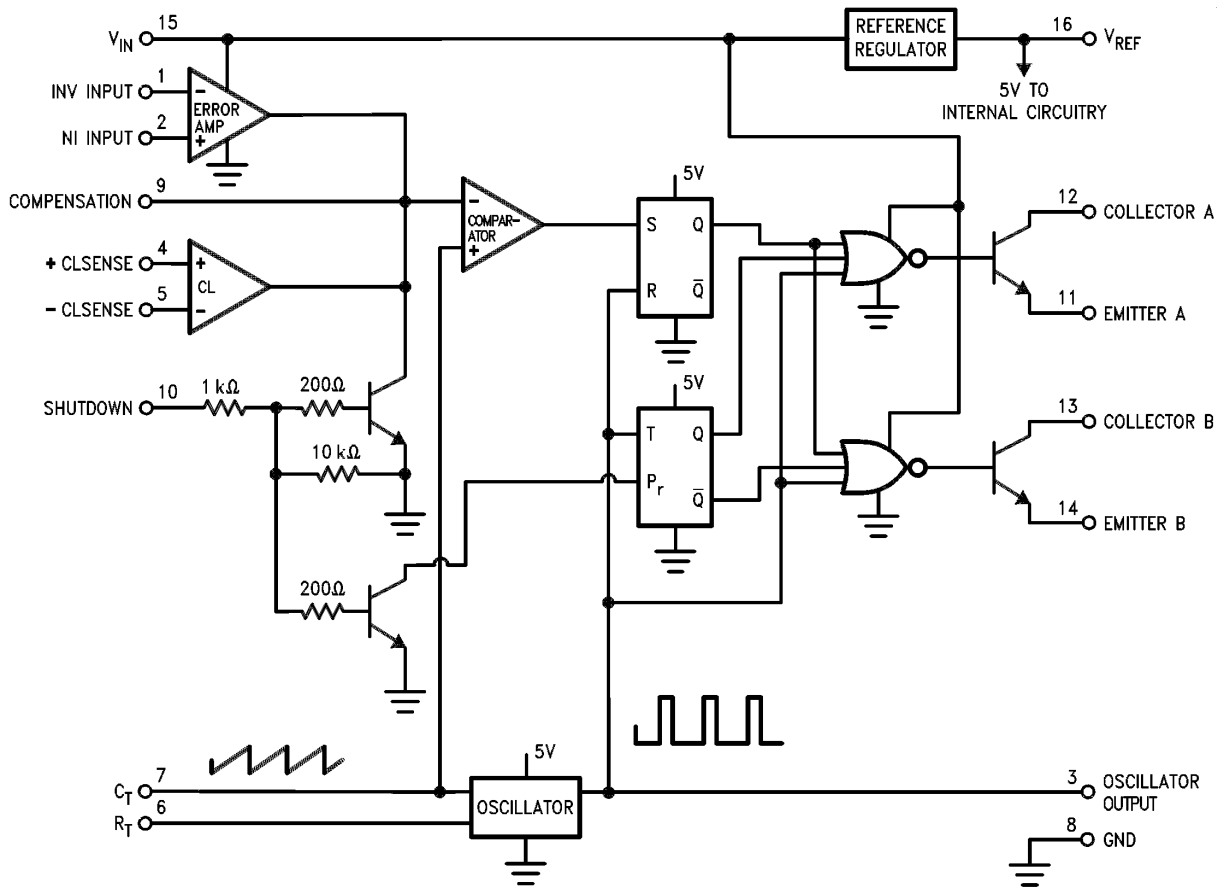 15
V_IN
REFERENCE
REGULATOR
16
V_REF
5V TO
INTERNAL CIRCUITRY
1
INV INPUT
−
ERROR
AMP
2
NI INPUT
+
9
COMPENSATION
−
COMPAR-
ATOR
+
4
+ CLSENSE
+
CL
5
− CLSENSE
−
5V
S
Q
R
Q̅
12
COLLECTOR A
11
EMITTER A
10
SHUTDOWN
1 kΩ
200Ω
10 kΩ
200Ω
5V
T
Q
P_r
Q̅
13
COLLECTOR B
14
EMITTER B
7
C_T
6
R_T
5V
OSCILLATOR
3
OSCILLATOR
OUTPUT
8
GND